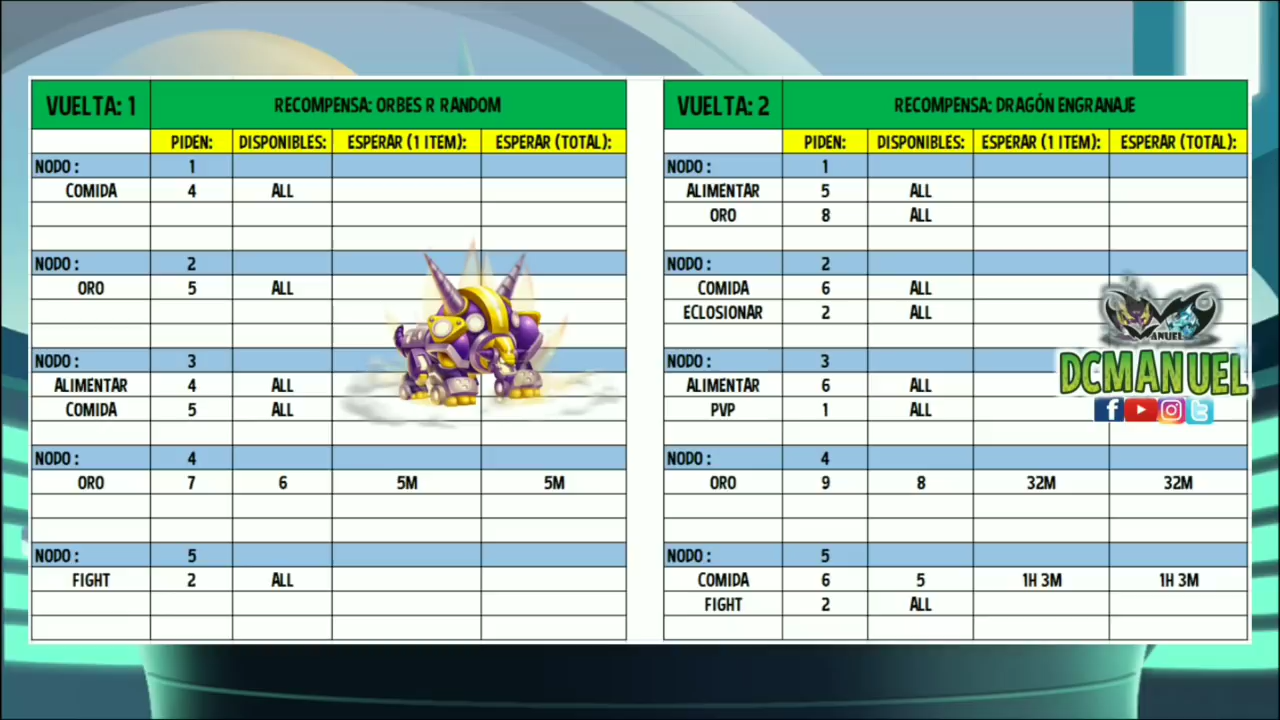 VUELTA: 1 RECOMPENSA: ORBES R RANDOM
PIDEN: DISPONIBLES: ESPERAR (1 ITEM): ESPERAR (TOTAL):
NODO : 1
COMIDA 4 ALL
NODO : 2
ORO 5 ALL
NODO : 3
ALIMENTAR 4 ALL
COMIDA 5 ALL
NODO : 4
ORO 7 6 5M 5M
NODO : 5
FIGHT 2 ALL
VUELTA: 2 RECOMPENSA: DRAGÓN ENGRANAJE
PIDEN: DISPONIBLES: ESPERAR (1 ITEM): ESPERAR (TOTAL):
NODO : 1
ALIMENTAR 5 ALL
ORO 8 ALL
NODO : 2
COMIDA 6 ALL
ECLOSIONAR 2 ALL
NODO : 3
ALIMENTAR 6 ALL
PVP 1 ALL
NODO : 4
ORO 9 8 32M 32M
NODO : 5
COMIDA 6 5 1H 3M 1H 3M
FIGHT 2 ALL
MANUEL
DCMANUEL